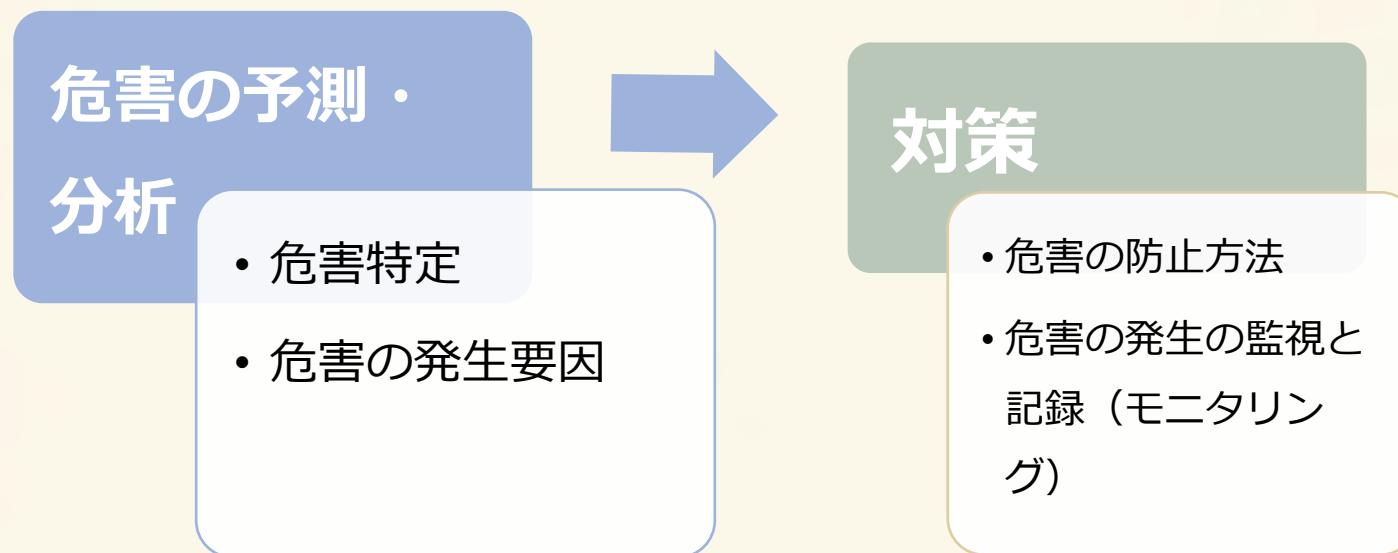 危害の予測・
分析
• 危害特定
• 危害の発生要因
対策
• 危害の防止方法
• 危害の発生の監視と
記録（モニタリン
グ）